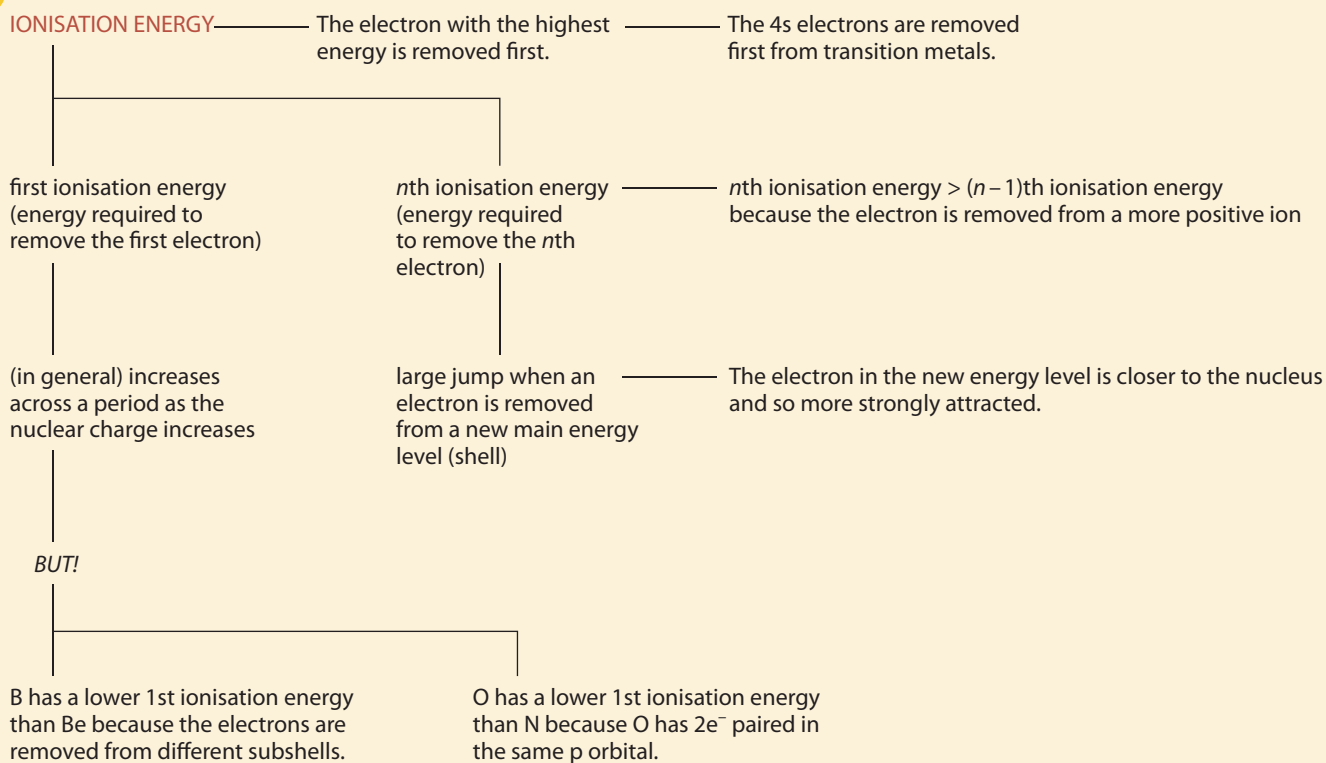 IONISATION ENERGY
The electron with the highest
energy is removed first.
The 4s electrons are removed
first from transition metals.
first ionisation energy
(energy required to
remove the first electron)
nth ionisation energy
(energy required
to remove the nth
electron)
nth ionisation energy > (n – 1)th ionisation energy
because the electron is removed from a more positive ion
(in general) increases
across a period as the
nuclear charge increases
large jump when an
electron is removed
from a new main energy
level (shell)
The electron in the new energy level is closer to the nucleus
and so more strongly attracted.
BUT!
B has a lower 1st ionisation energy
than Be because the electrons are
removed from different subshells.
O has a lower 1st ionisation energy
than N because O has 2e⁻ paired in
the same p orbital.